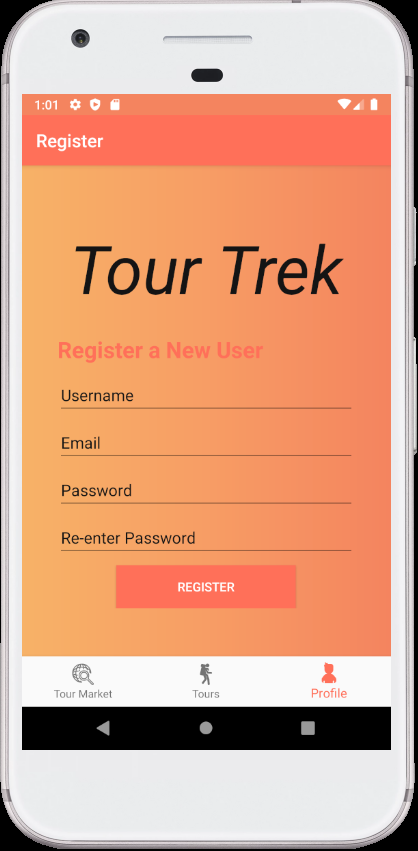 1:01
Register
Tour Trek
Register a New User
Username
Email
Password
Re-enter Password
REGISTER
Tour Market
Tours
Profile